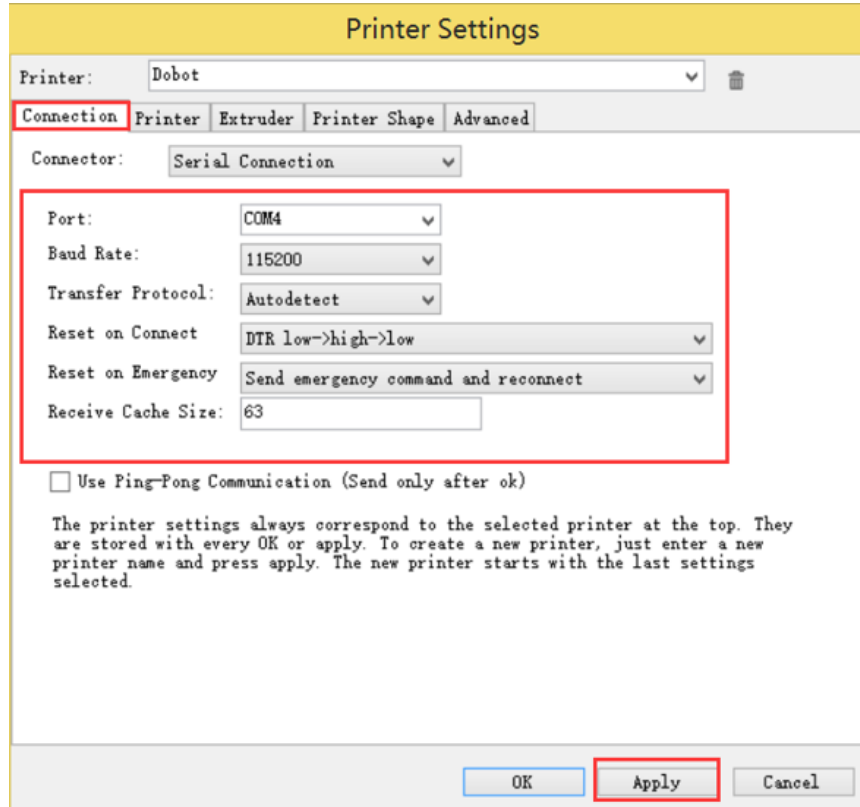 Printer Settings
Printer: Dobot
Connection Printer Extruder Printer Shape Advanced
Connector: Serial Connection
Port: COM4
Baud Rate: 115200
Transfer Protocol: Autodetect
Reset on Connect DTR low->high->low
Reset on Emergency Send emergency command and reconnect
Receive Cache Size: 63
Use Ping-Pong Communication (Send only after ok)
The printer settings always correspond to the selected printer at the top. They
are stored with every OK or apply. To create a new printer, just enter a new
printer name and press apply. The new printer starts with the last settings
selected.
OK Apply Cancel